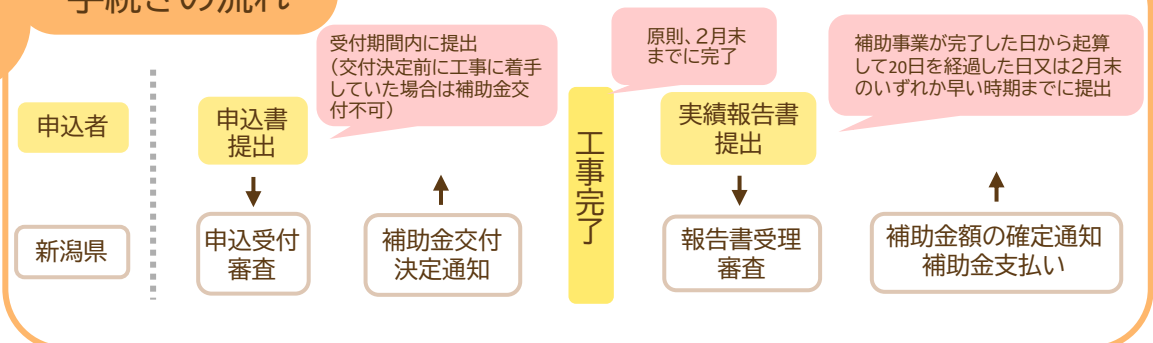 手続きの流れ
受付期間内に提出
（交付決定前に工事に着手
していた場合は補助金交
付不可）
原則、2月末
までに完了
補助事業が完了した日から起算
して20日を経過した日又は2月末
のいずれか早い時期までに提出
申込者
申込書
提出
工事完了
実績報告書
提出
新潟県
申込受付
審査
補助金交付
決定通知
報告書受理
審査
補助金額の確定通知
補助金支払い